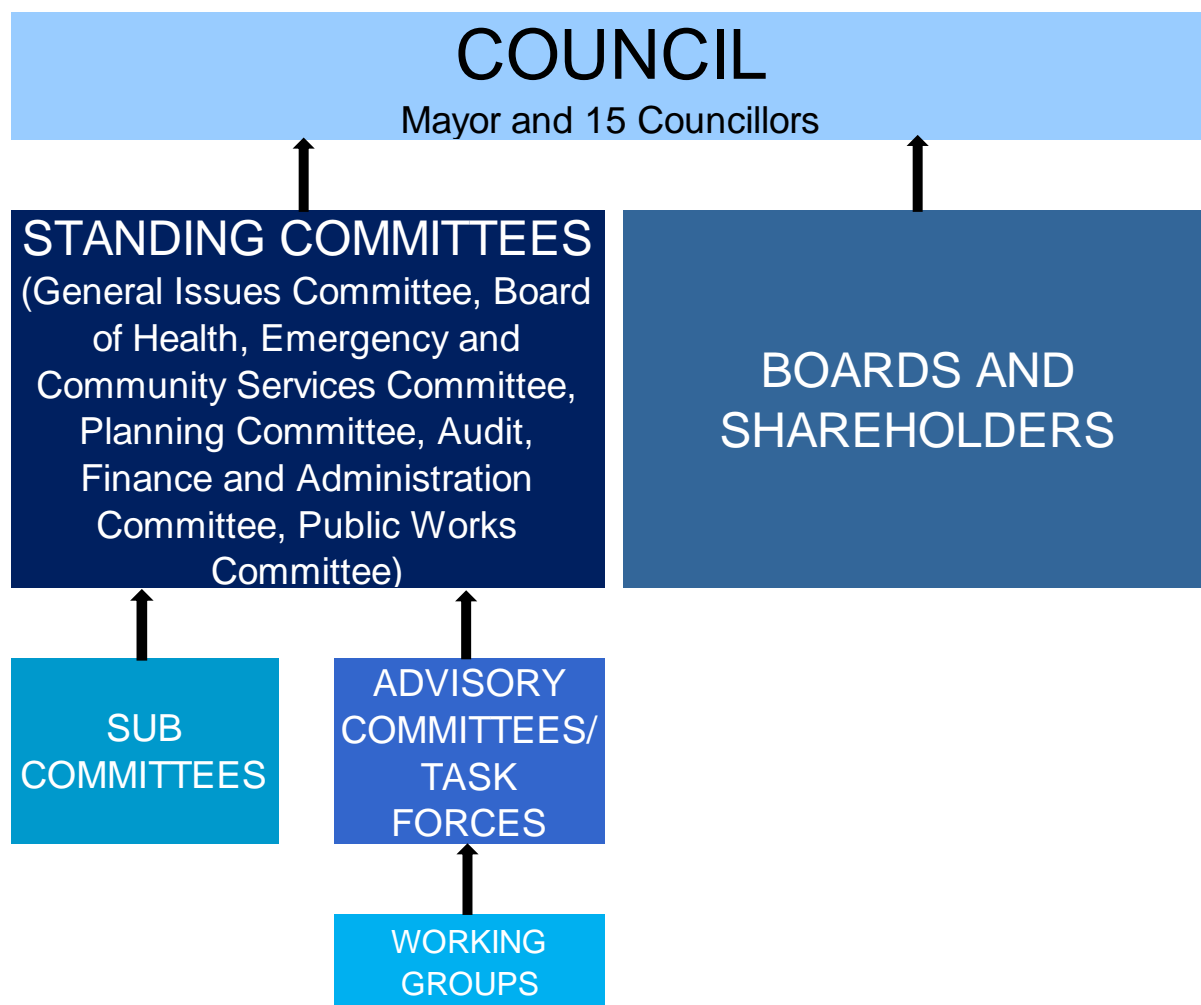 COUNCIL
Mayor and 15 Councillors
STANDING COMMITTEES
(General Issues Committee, Board
of Health, Emergency and
Community Services Committee,
Planning Committee, Audit,
Finance and Administration
Committee, Public Works
Committee)
BOARDS AND
SHAREHOLDERS
SUB
COMMITTEES
ADVISORY
COMMITTEES/
TASK
FORCES
WORKING
GROUPS